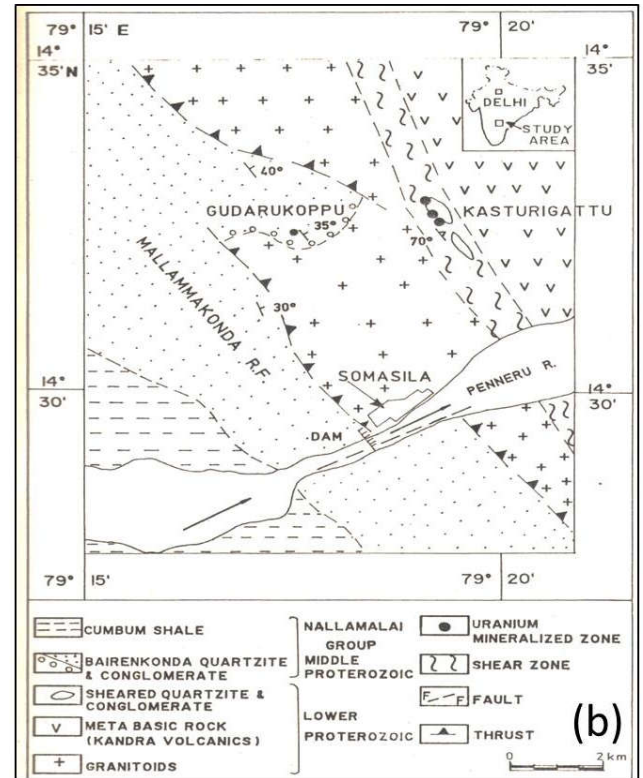 79° 15' E 79° 20'
14° 35' N 14° 35'
DELHI
STUDY
AREA
40°
GUDARUKOPPU 35° KASTURIGATTU
70°
MALLAMMAKONDA R.F.
30°
14° 30' SOMASILA PENNERU R. 14° 30'
DAM
79° 15' 79° 20'
CUMBUM SHALE
BAIRENKONDA QUARTZITE
& CONGLOMERATE
NALLAMALAI
GROUP
MIDDLE
PROTEROZOIC
SHEARED QUARTZITE &
CONGLOMERATE
META BASIC ROCK
(KANDRA VOLCANICS)
GRANITOIDS
LOWER
PROTEROZOIC
URANIUM
MINERALIZED ZONE
SHEAR ZONE
F F FAULT
THRUST
(b)
0 2 km